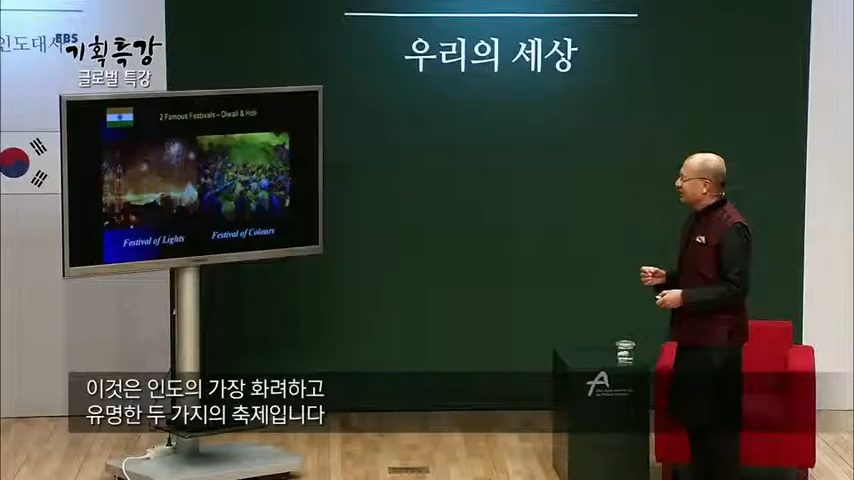 인도대사
EBS
기획특강
글로벌 특강
우리의 세상
2 Famous Festivals – Diwali & Holi
Festival of Lights
Festival of Colours
이것은 인도의 가장 화려하고
유명한 두 가지의 축제입니다